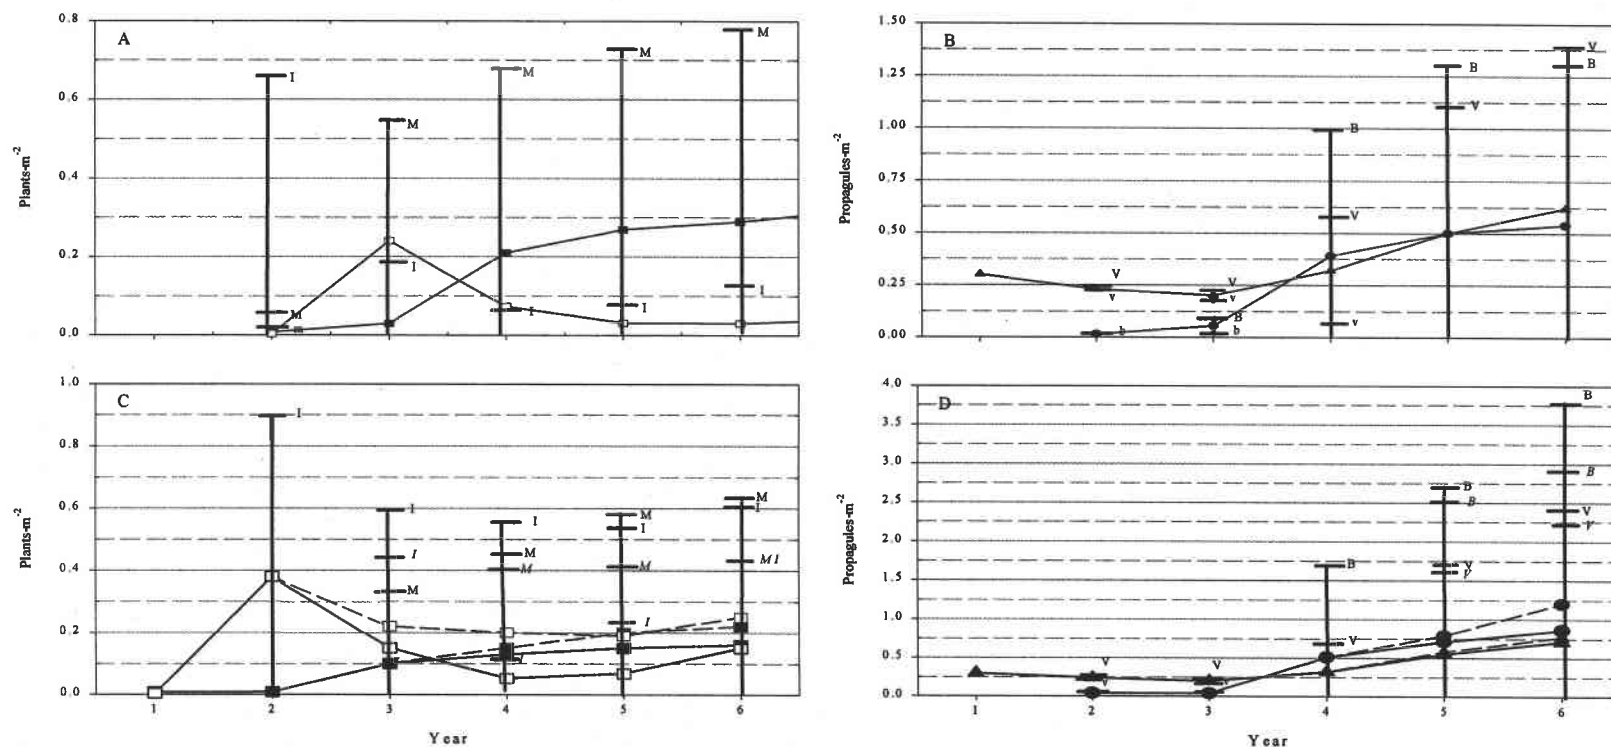 A
0.8
0.6
0.4
0.2
0.0
Plants-m-2
I
M
m
M
I
M
I
M
I
M
I
B
1.50
1.25
1.00
0.75
0.50
0.25
0.00
Propagules-m-2
V
v
b
V
v
B
b
B
V
v
B
V
V
B
C
1.0
0.8
0.6
0.4
0.2
0.0
Plants-m-2
I
I
I
M
I
M
M
M
I
M
I
M
I
M I
1 2 3 4 5 6
Year
D
4.0
3.5
3.0
2.5
2.0
1.5
1.0
0.5
0.0
Propagules-m-2
V
v
V
v
B
V
B
B
V
V
B
B
V
V
1 2 3 4 5 6
Year